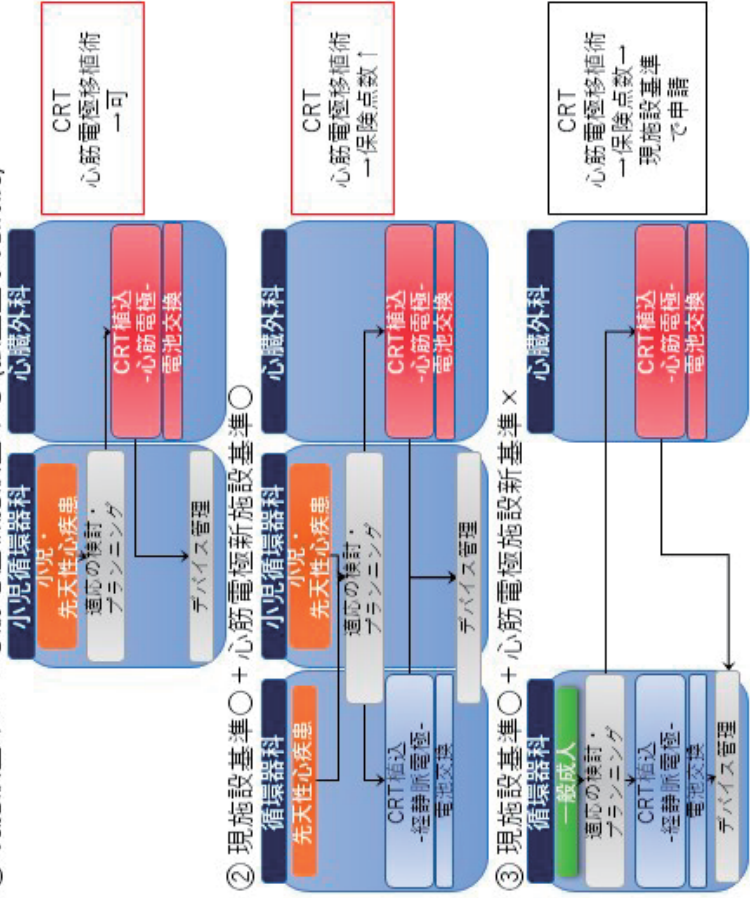 小児循環器科
心臓外科
小児・
先天性心疾患
適応の検討・
プランニング
CRT植込
-心筋電極-
電池交換
デバイス管理
CRT
心筋電極移植術
→可
② 現施設基準○＋心筋電極新施設基準○
循環器科
小児循環器科
心臓外科
先天性心疾患
小児・
先天性心疾患
適応の検討・
プランニング
CRT植込
-経静脈電極-
電池交換
CRT植込
-心筋電極-
電池交換
デバイス管理
CRT
心筋電極移植術
→保険点数↑
③ 現施設基準○＋心筋電極施設新基準×
循環器科
心臓外科
一般成人
適応の検討・
プランニング
CRT植込
-経静脈電極-
電池交換
CRT植込
-心筋電極-
電池交換
デバイス管理
CRT
心筋電極移植術
→保険点数→
現施設基準
で申請